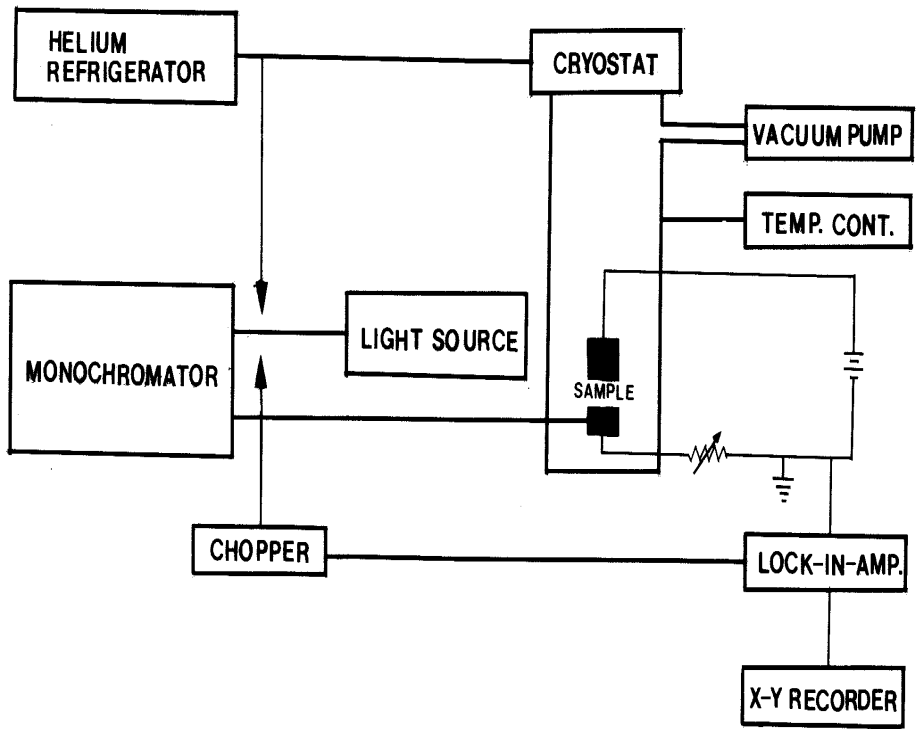 HELIUM
REFRIGERATOR
CRYOSTAT
VACUUM PUMP
TEMP. CONT.
MONOCHROMATOR
LIGHT SOURCE
SAMPLE
CHOPPER
LOCK-IN-AMP.
X-Y RECORDER